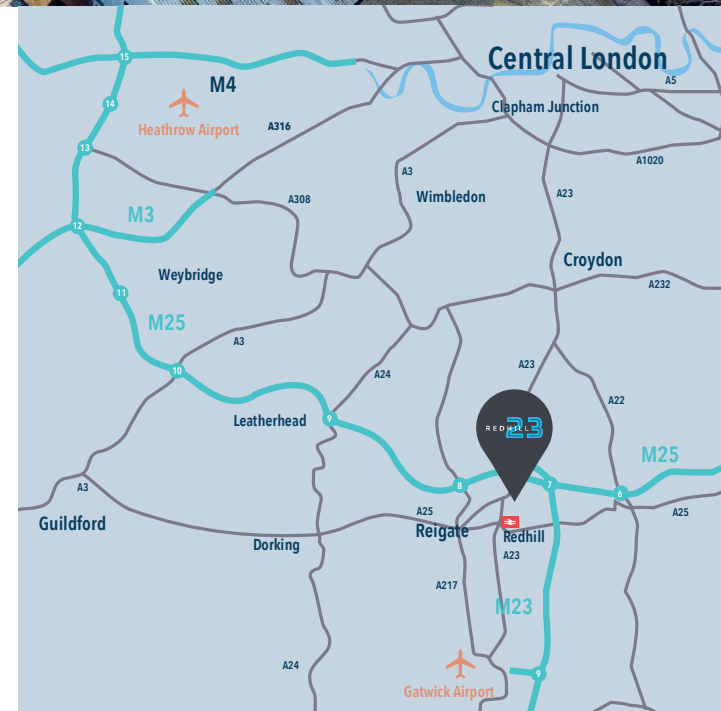 15
Central London
M4
A5
14
Clapham Junction
Heathrow Airport
A316
13
A1020
A3
M3
A308
Wimbledon
A23
12
Croydon
Weybridge
A232
11
M25
A3
10
A23
A24
A22
9
Leatherhead
REDHILL 23
M25
8
7
6
A3
A25
A25
Guildford
Reigate
Redhill
Dorking
A23
A217
M23
A24
9
Gatwick Airport